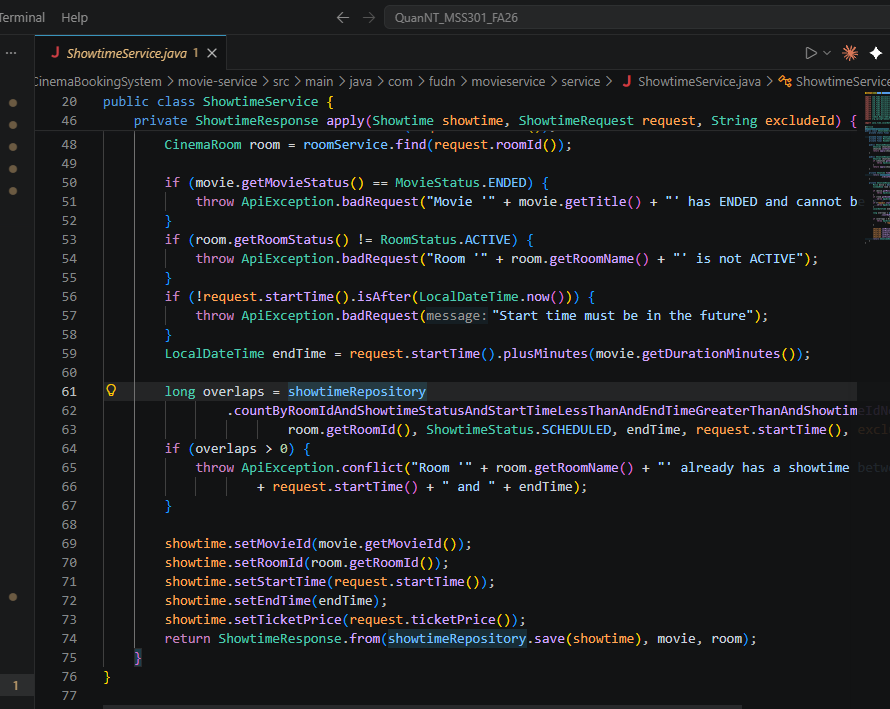 Terminal Help
QuanNT_MSS301_FA26
... J ShowtimeService.java 1
CinemaBookingSystem > movie-service > src > main > java > com > fudn > movieservice > service > J ShowtimeService.java > ShowtimeService
20 public class ShowtimeService {
46 private ShowtimeResponse apply(Showtime showtime, ShowtimeRequest request, String excludeId) {
48 CinemaRoom room = roomService.find(request.roomId());
49
50 if (movie.getMovieStatus() == MovieStatus.ENDED) {
51 throw ApiException.badRequest("Movie '" + movie.getTitle() + "' has ENDED and cannot be
52 }
53 if (room.getRoomStatus() != RoomStatus.ACTIVE) {
54 throw ApiException.badRequest("Room '" + room.getRoomName() + "' is not ACTIVE");
55 }
56 if (!request.startTime().isAfter(LocalDateTime.now())) {
57 throw ApiException.badRequest(message: "Start time must be in the future");
58 }
59 LocalDateTime endTime = request.startTime().plusMinutes(movie.getDurationMinutes());
60
61 long overlaps = showtimeRepository
62 .countByRoomIdAndShowtimeStatusAndStartTimeLessThanAndEndTimeGreaterThanAndShowtimeIdN
63 room.getRoomId(), ShowtimeStatus.SCHEDULED, endTime, request.startTime(), excl
64 if (overlaps > 0) {
65 throw ApiException.conflict("Room '" + room.getRoomName() + "' already has a showtime betw
66 + request.startTime() + " and " + endTime);
67 }
68
69 showtime.setMovieId(movie.getMovieId());
70 showtime.setRoomId(room.getRoomId());
71 showtime.setStartTime(request.startTime());
72 showtime.setEndTime(endTime);
73 showtime.setTicketPrice(request.ticketPrice());
74 return ShowtimeResponse.from(showtimeRepository.save(showtime), movie, room);
75 }
76 }
77
1